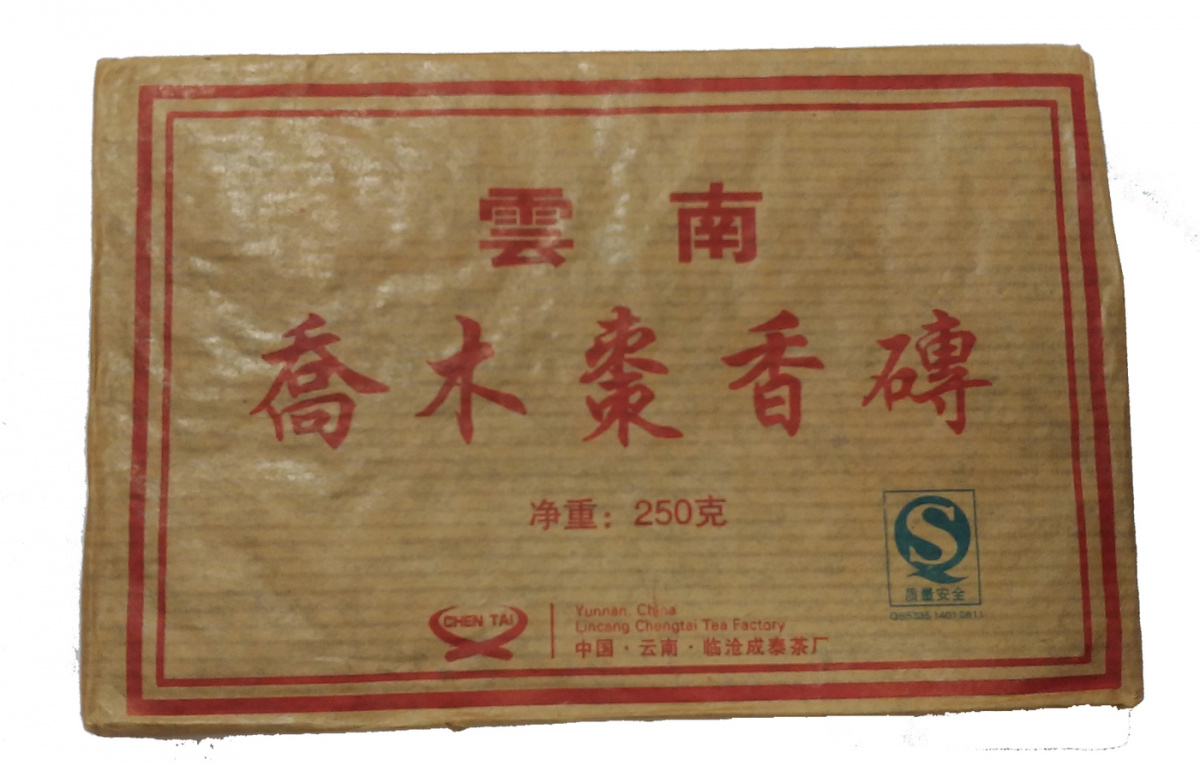 雲南
喬木棗香磚
净重：250克
S
质量安全
CHEN TAI
Yunnan. China
Lincang Chengtai Tea Factory
中国·云南·临沧成泰茶厂